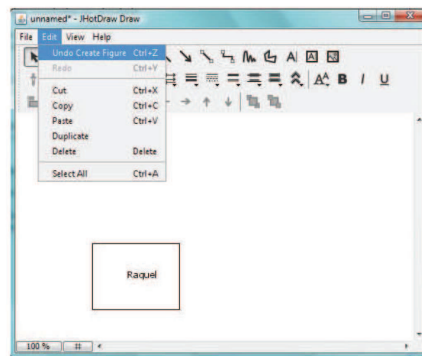 unnamed* - JHotDraw Draw
File Edit View Help
Undo Create Figure Ctrl+Z
Redo Ctrl+Y
Cut Ctrl+X
Copy Ctrl+C
Paste Ctrl+V
Duplicate
Delete Delete
Select All Ctrl+A
A| A
A B I U
Raquel
100 % #